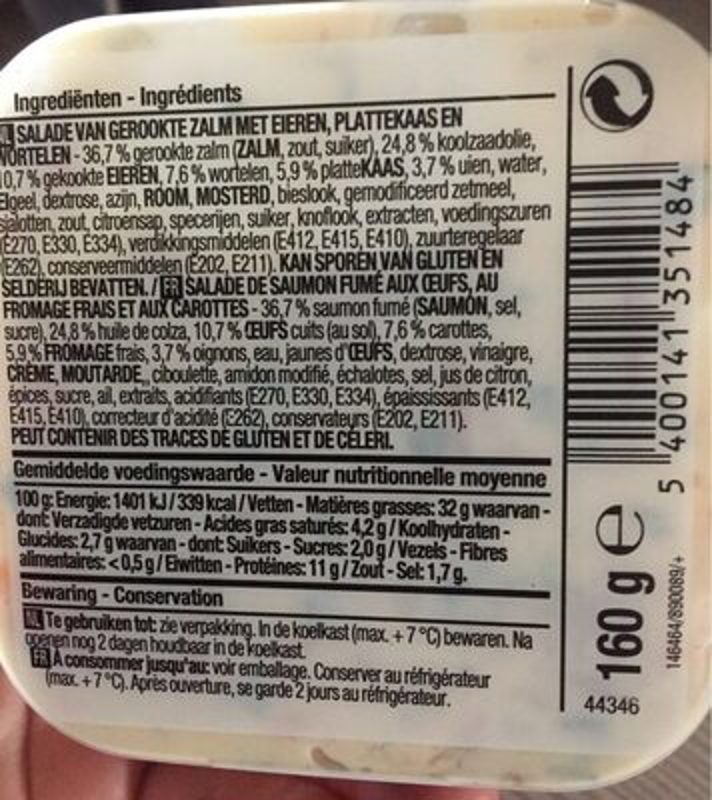 Ingrediënten - Ingrédients
NL SALADE VAN GEROOKTE ZALM MET EIEREN, PLATTEKAAS EN
WORTELEN - 36,7 % gerookte zalm (ZALM, zout, suiker), 24,8 % koolzaadolie,
10,7 % gekookte EIEREN, 7,6 % wortelen, 5,9 % platteKAAS, 3,7 % uien, water,
EIgeel, dextrose, azijn, ROOM, MOSTERD, bieslook, gemodificeerd zetmeel,
sjalotten, zout, citroensap, specerijen, suiker, knoflook, extracten, voedingszuren
(E270, E330, E334), verdikkingsmiddelen (E412, E415, E410), zuurteregelaar
(E262), conserveermiddelen (E202, E211). KAN SPOREN VAN GLUTEN EN
SELDERIJ BEVATTEN. / FR SALADE DE SAUMON FUMÉ AUX ŒUFS, AU
FROMAGE FRAIS ET AUX CAROTTES - 36,7 % saumon fumé (SAUMON, sel,
sucre), 24,8 % huile de colza, 10,7 % ŒUFS cuits (au sol), 7,6 % carottes,
5,9 % FROMAGE frais, 3,7 % oignons, eau, jaunes d'ŒUFS, dextrose, vinaigre,
CRÈME, MOUTARDE,, ciboulette, amidon modifié, échalotes, sel, jus de citron,
épices, sucre, ail, extraits, acidifiants (E270, E330, E334), épaississants (E412,
E415, E410), correcteur d'acidité (E262), conservateurs (E202, E211).
PEUT CONTENIR DES TRACES DE GLUTEN ET DE CÉLERI.
Gemiddelde voedingswaarde - Valeur nutritionnelle moyenne
100 g: Energie: 1401 kJ / 339 kcal / Vetten - Matières grasses: 32 g waarvan -
dont: Verzadigde vetzuren - Acides gras saturés: 4,2 g / Koolhydraten -
Glucides: 2,7 g waarvan - dont: Suikers - Sucres: 2,0 g / Vezels - Fibres
alimentaires: < 0,5 g / Eiwitten - Protéines: 11 g / Zout - Sel: 1,7 g.
Bewaring - Conservation
NL Te gebruiken tot: zie verpakking. In de koelkast (max. + 7 °C) bewaren. Na
openen nog 2 dagen houdbaar in de koelkast.
FR À consommer jusqu'au: voir emballage. Conserver au réfrigérateur
(max. + 7 °C). Après ouverture, se garde 2 jours au réfrigérateur.
5 400141 351484
160 g e
146464/890089/+
44346